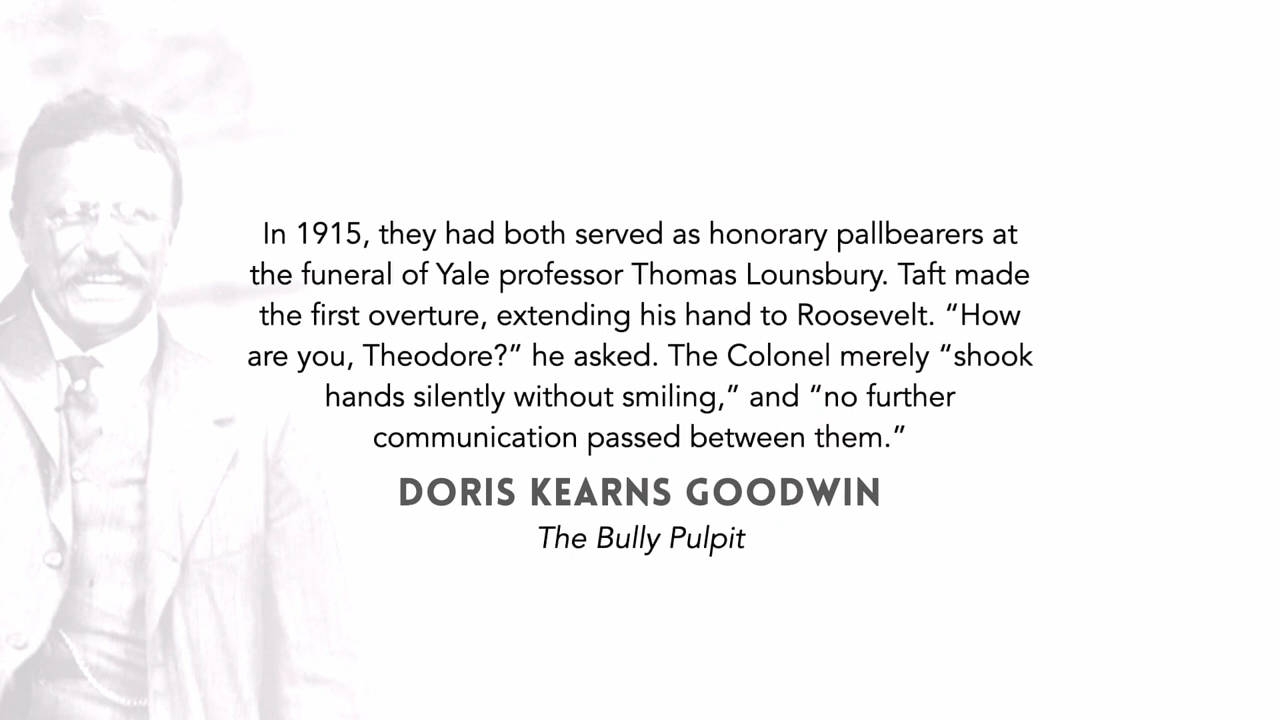 In 1915, they had both served as honorary pallbearers at
the funeral of Yale professor Thomas Lounsbury. Taft made
the first overture, extending his hand to Roosevelt. “How
are you, Theodore?” he asked. The Colonel merely “shook
hands silently without smiling,” and “no further
communication passed between them.”
DORIS KEARNS GOODWIN
The Bully Pulpit